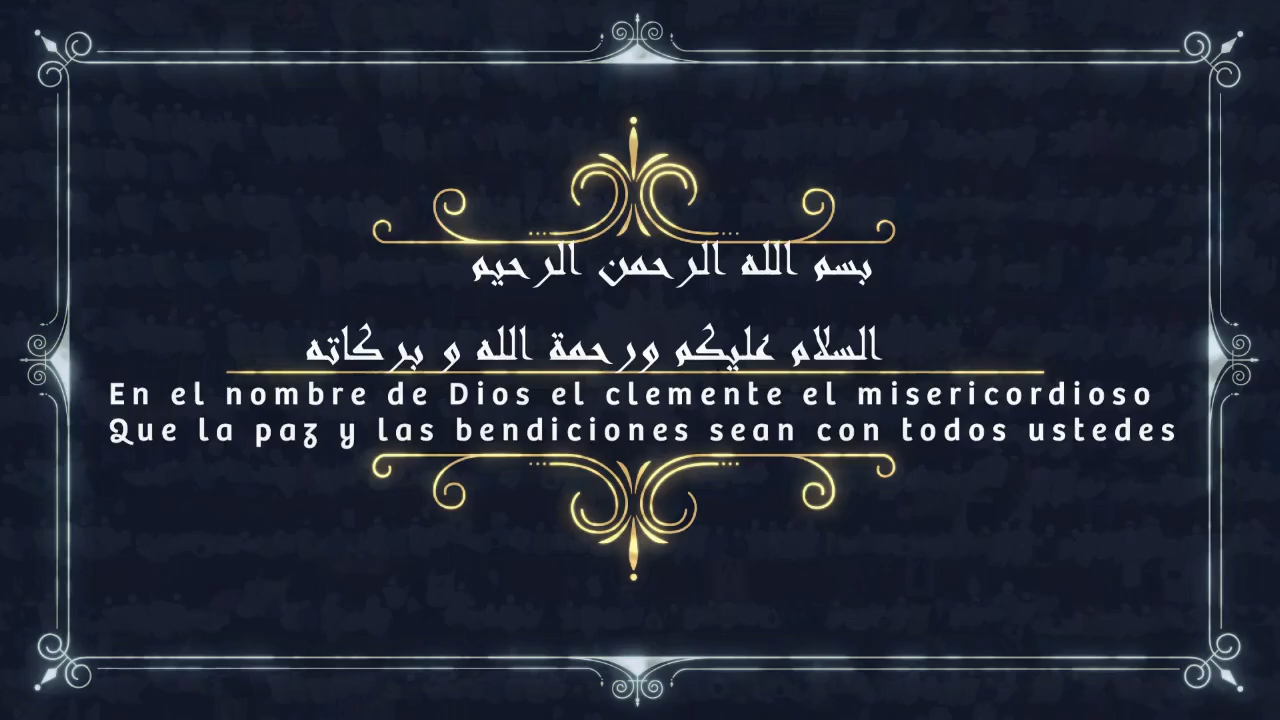 بسم الله الرحمن الرحيم
السلام عليكم ورحمة الله و بركاته
En el nombre de Dios el clemente el misericordioso
Que la paz y las bendiciones sean con todos ustedes